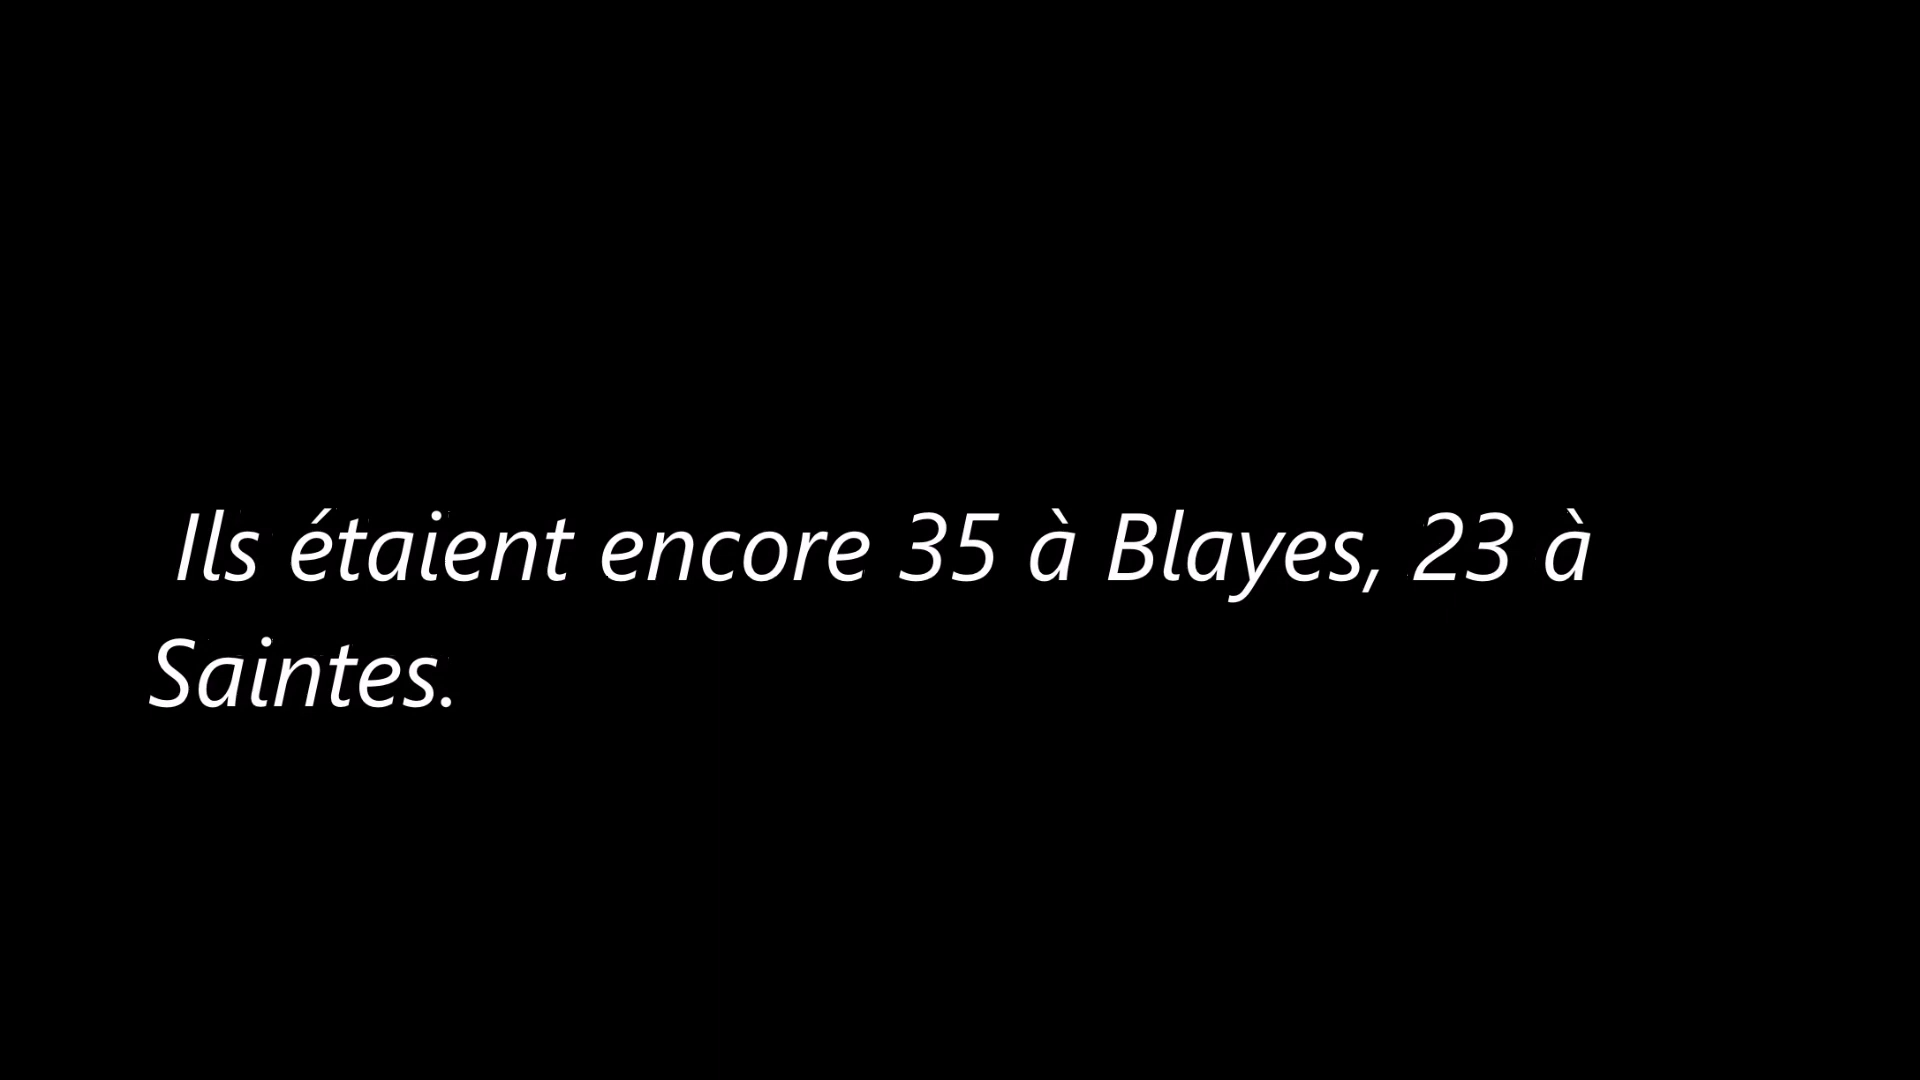 Ils étaient encore 35 à Blayes, 23 à
Saintes.